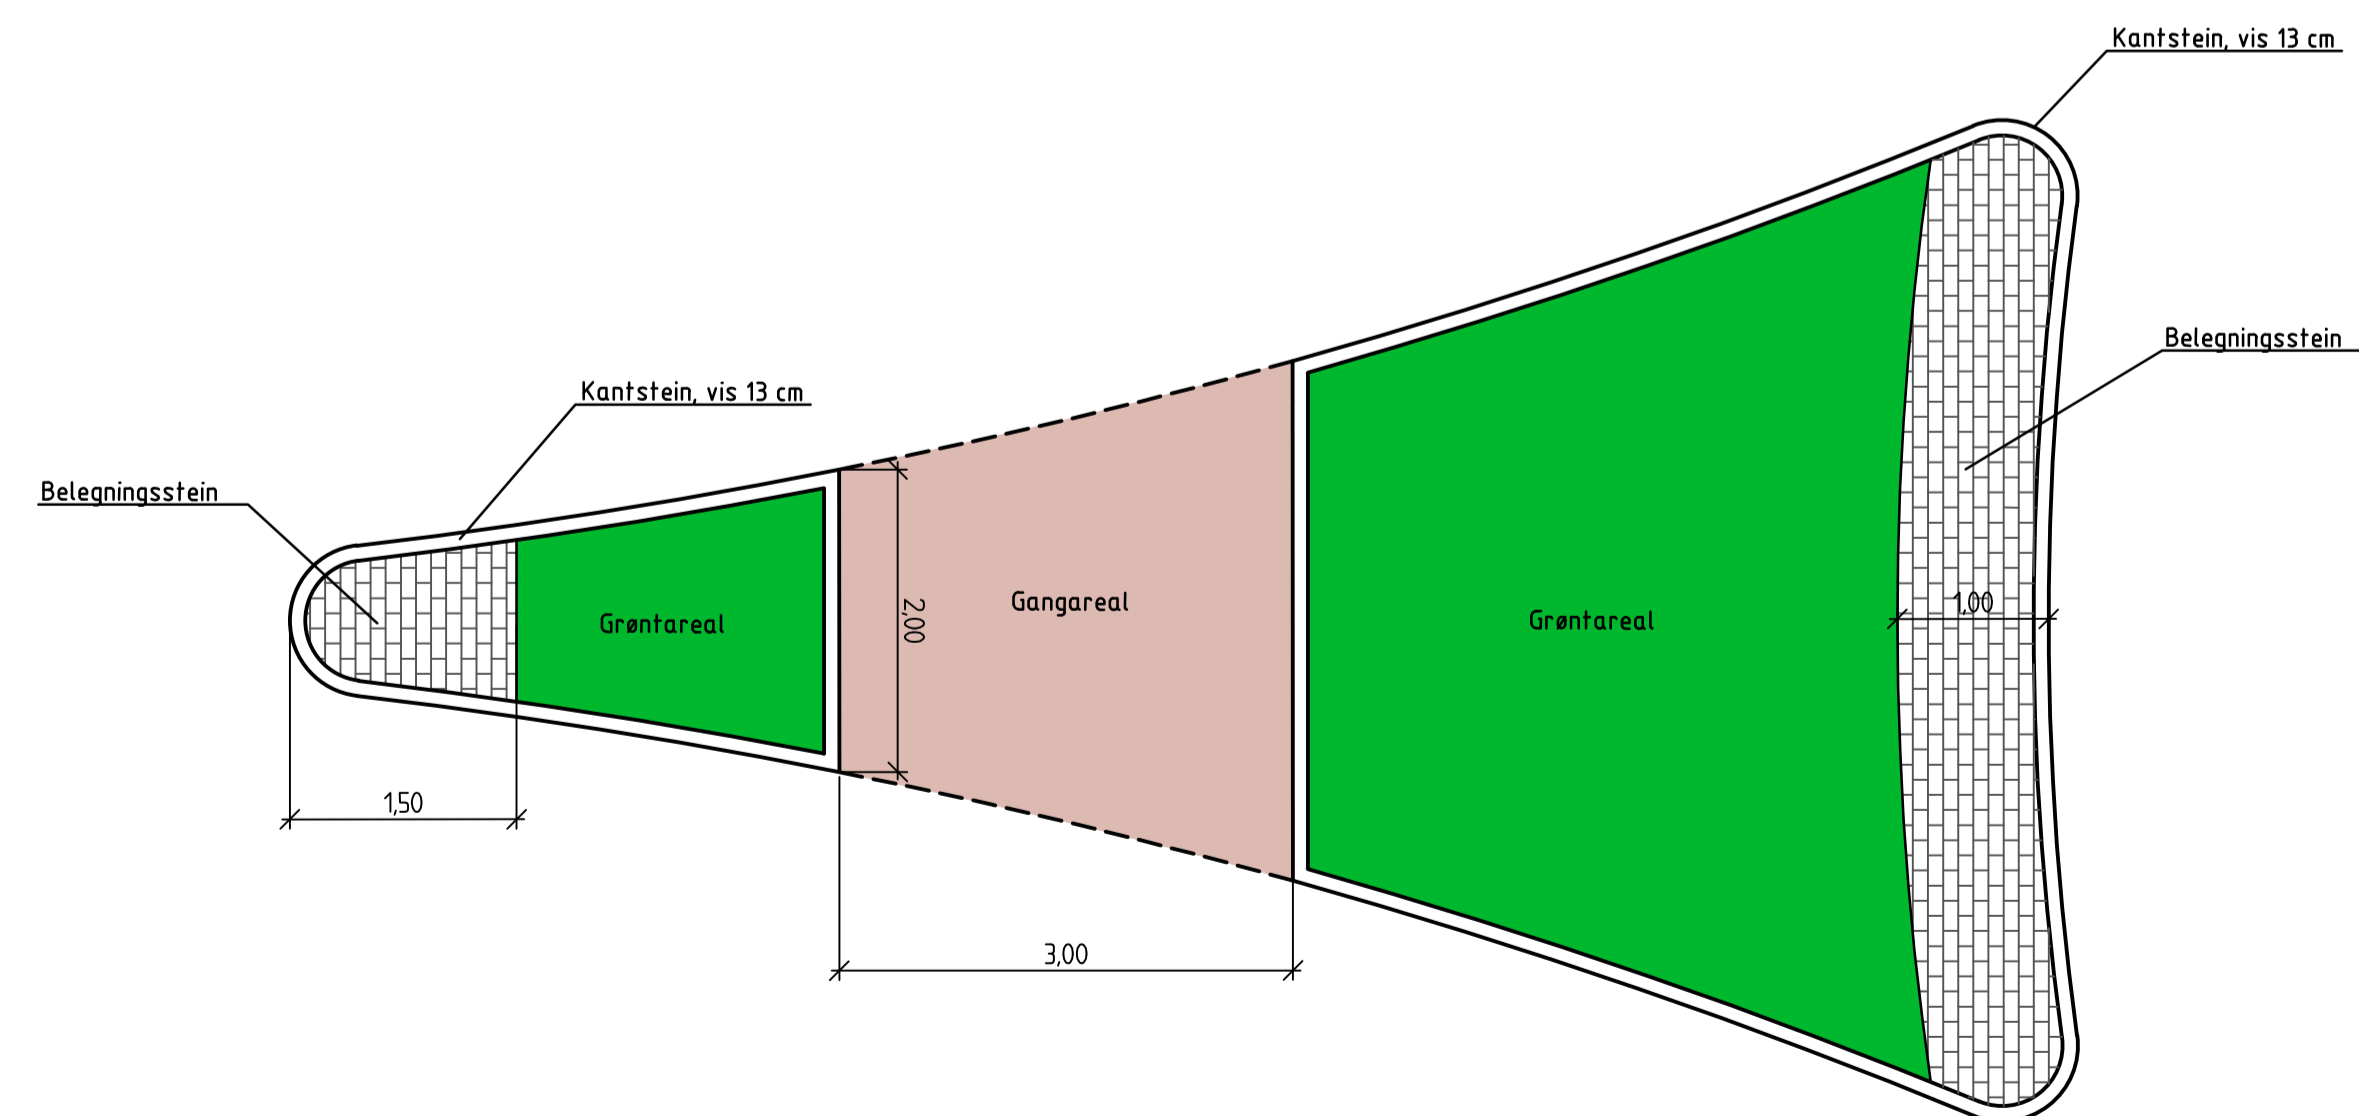 Kantstein, vis 13 cm
Belegningsstein
Kantstein, vis 13 cm
Belegningsstein
Gangareal
2,00
1,00
Grøntareal
Grøntareal
1,50
3,00